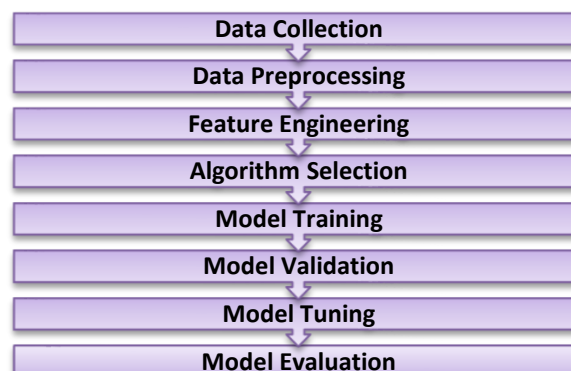 Data Collection
Data Preprocessing
Feature Engineering
Algorithm Selection
Model Training
Model Validation
Model Tuning
Model Evaluation